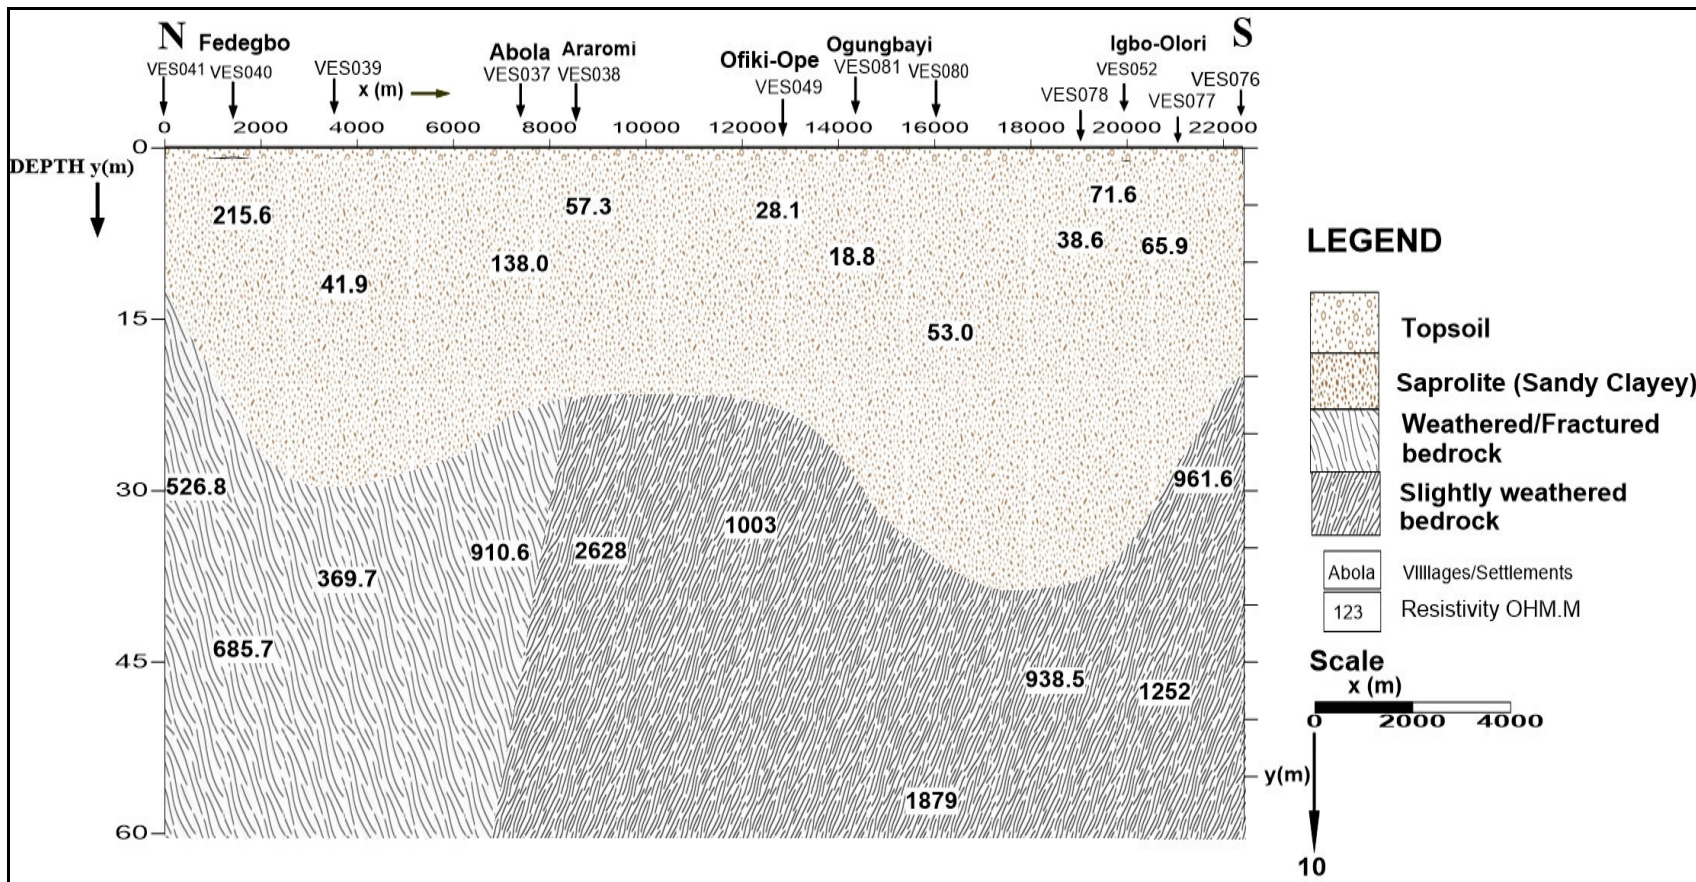 N Fedegbo Abola Araromi Ofiki-Ope Ogungbayi Igbo-Olori S
VES041 VES040 VES039 VES037 VES038 VES049 VES081 VES080 VES078 VES052 VES077 VES076
x (m)
0 2000 4000 6000 8000 10000 12000 14000 16000 18000 20000 22000
0
DEPTH y(m)
215.6 57.3 28.1 71.6
138.0 18.8 38.6 65.9
41.9
15
53.0
30
526.8 961.6
1003
910.6 2628
369.7
685.7
45
938.5 1252
1879
60
LEGEND
Topsoil
Saprolite (Sandy Clayey)
Weathered/Fractured
bedrock
Slightly weathered
bedrock
Abola VIIllages/Settlements
123 Resistivity OHM.M
Scale
x (m)
0 2000 4000
y(m)
10